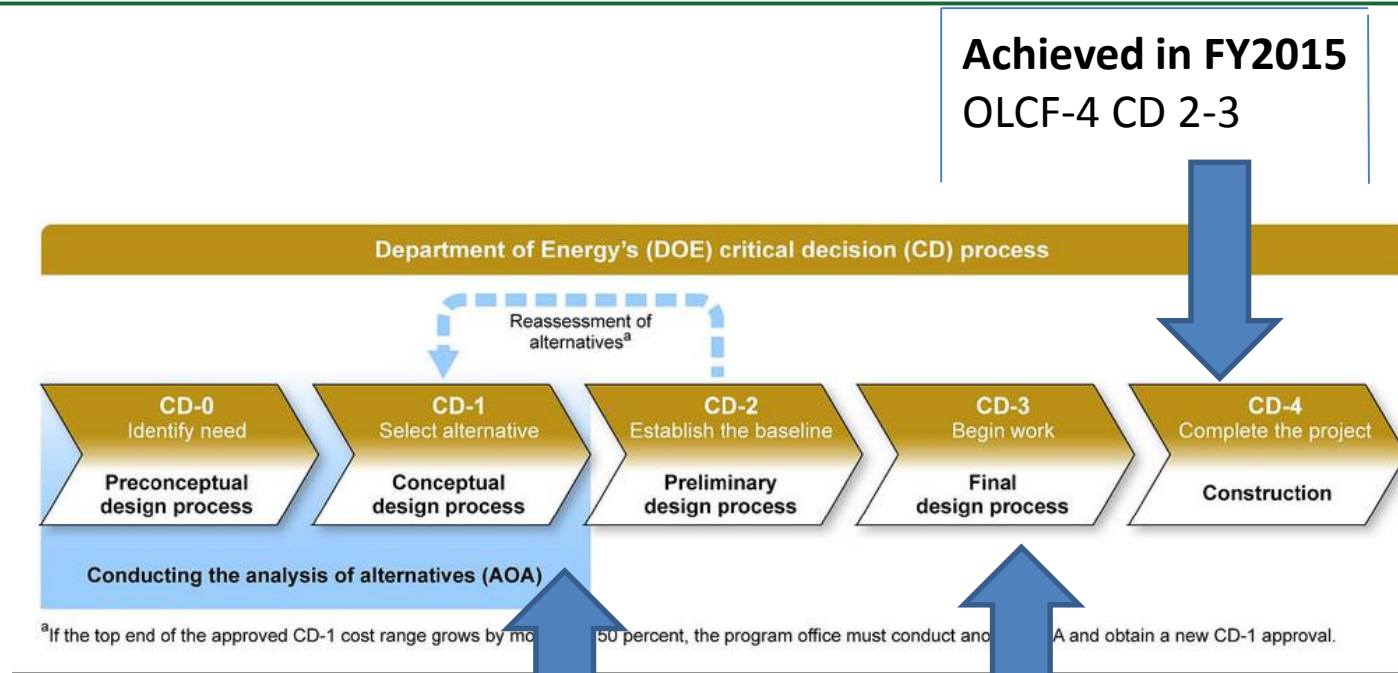 Achieved in FY2015
OLCF-4 CD 2-3
Department of Energy's (DOE) critical decision (CD) process
Reassessment of
alternativesᵃ
CD-0
Identify need
Preconceptual
design process
CD-1
Select alternative
Conceptual
design process
CD-2
Establish the baseline
Preliminary
design process
CD-3
Begin work
Final
design process
CD-4
Complete the project
Construction
Conducting the analysis of alternatives (AOA)
ᵃIf the top end of the approved CD-1 cost range grows by 50 percent, the program office must conduct A and obtain a new CD-1 approval.